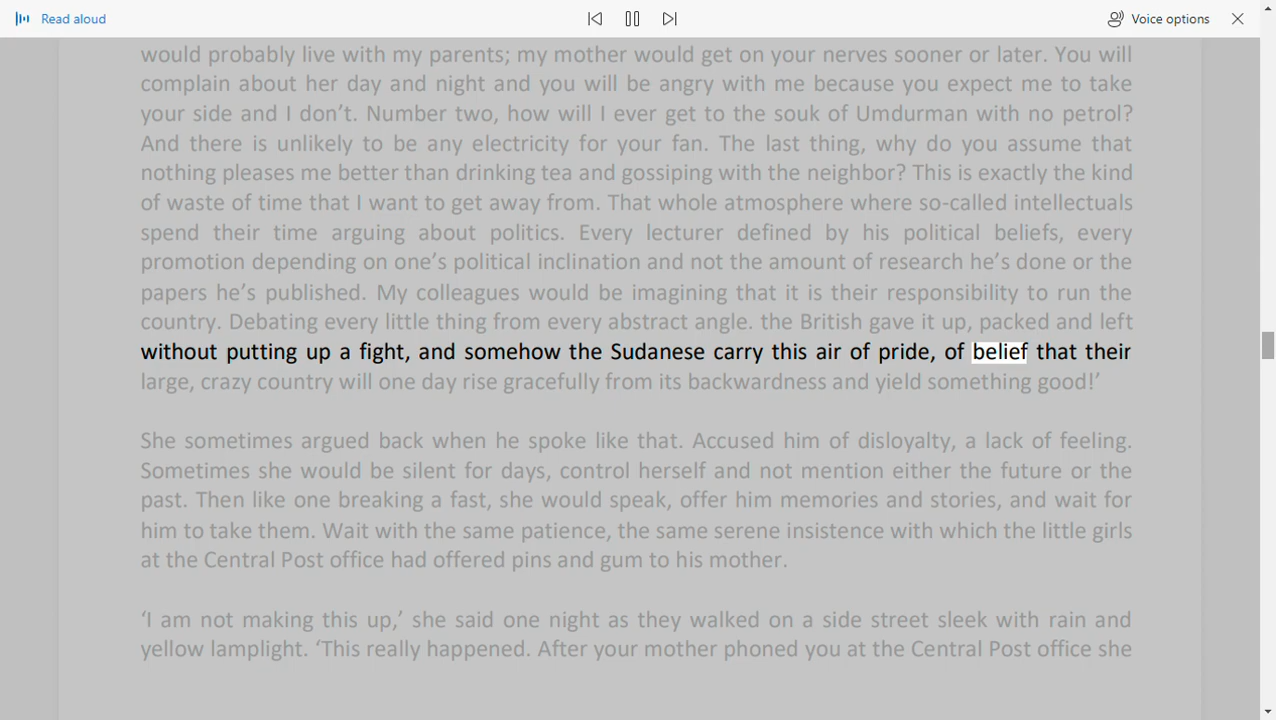 Read aloud
Voice options
would probably live with my parents; my mother would get on your nerves sooner or later. You will
complain about her day and night and you will be angry with me because you expect me to take
your side and I don’t. Number two, how will I ever get to the souk of Umdurman with no petrol?
And there is unlikely to be any electricity for your fan. The last thing, why do you assume that
nothing pleases me better than drinking tea and gossiping with the neighbor? This is exactly the kind
of waste of time that I want to get away from. That whole atmosphere where so-called intellectuals
spend their time arguing about politics. Every lecturer defined by his political beliefs, every
promotion depending on one’s political inclination and not the amount of research he’s done or the
papers he’s published. My colleagues would be imagining that it is their responsibility to run the
country. Debating every little thing from every abstract angle. the British gave it up, packed and left
without putting up a fight, and somehow the Sudanese carry this air of pride, of belief that their
large, crazy country will one day rise gracefully from its backwardness and yield something good!’
She sometimes argued back when he spoke like that. Accused him of disloyalty, a lack of feeling.
Sometimes she would be silent for days, control herself and not mention either the future or the
past. Then like one breaking a fast, she would speak, offer him memories and stories, and wait for
him to take them. Wait with the same patience, the same serene insistence with which the little girls
at the Central Post office had offered pins and gum to his mother.
‘I am not making this up,’ she said one night as they walked on a side street sleek with rain and
yellow lamplight. ‘This really happened. After your mother phoned you at the Central Post office she